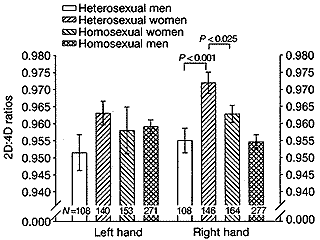 Heterosexual men
Heterosexual women
Homosexual women
Homosexual men
P<0.001
P<0.025
2D:4D ratios
0.980
0.975
0.970
0.965
0.960
0.955
0.950
0.945
0.940
0.000
0.980
0.975
0.970
0.965
0.960
0.955
0.950
0.945
0.940
0.000
N=108 140 153 271 108 146 164 277
Left hand Right hand